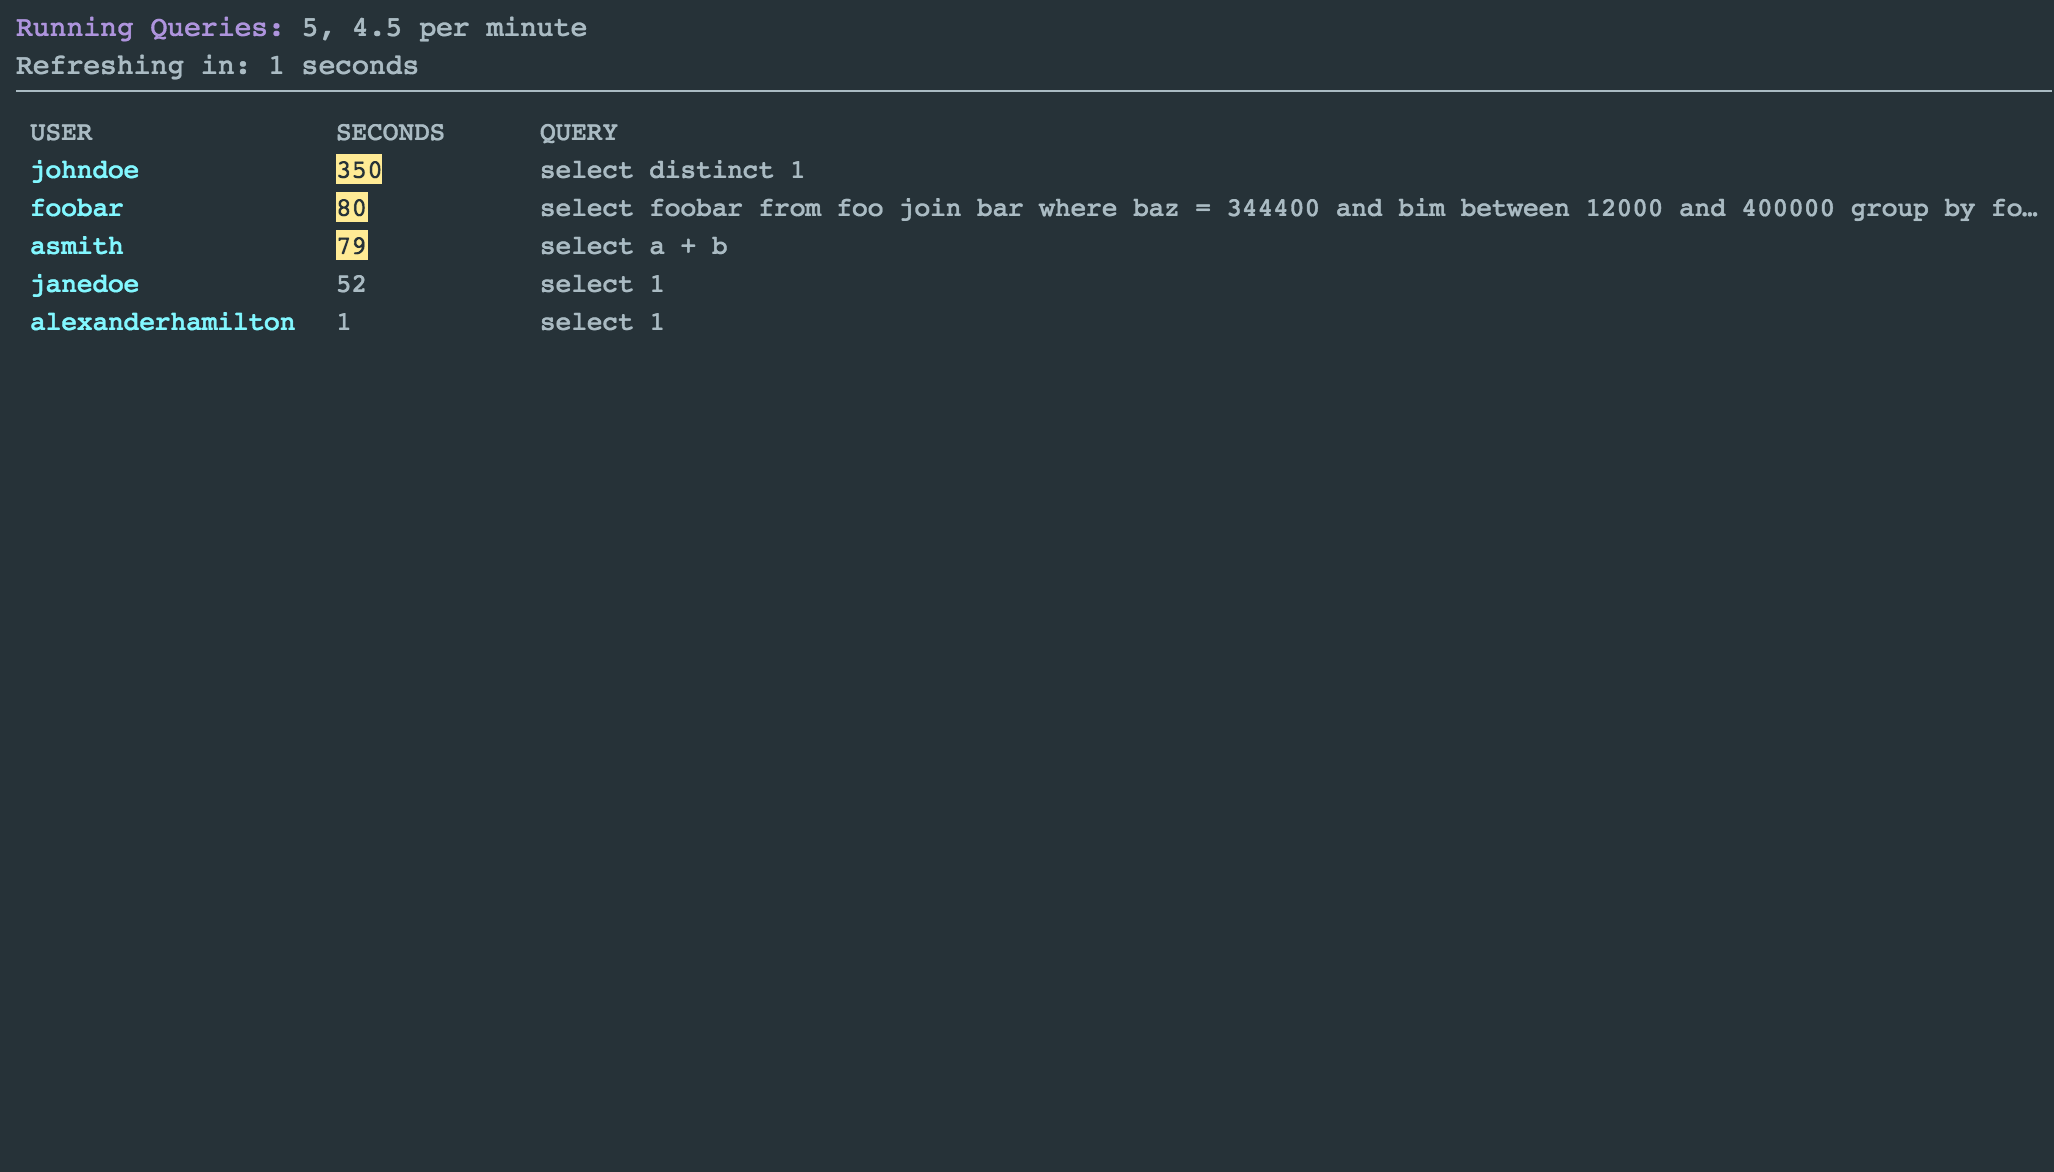 Running Queries: 5, 4.5 per minute
Refreshing in: 1 seconds
USER SECONDS QUERY
johndoe 350 select distinct 1
foobar 80 select foobar from foo join bar where baz = 344400 and bim between 12000 and 400000 group by fo…
asmith 79 select a + b
janedoe 52 select 1
alexanderhamilton 1 select 1